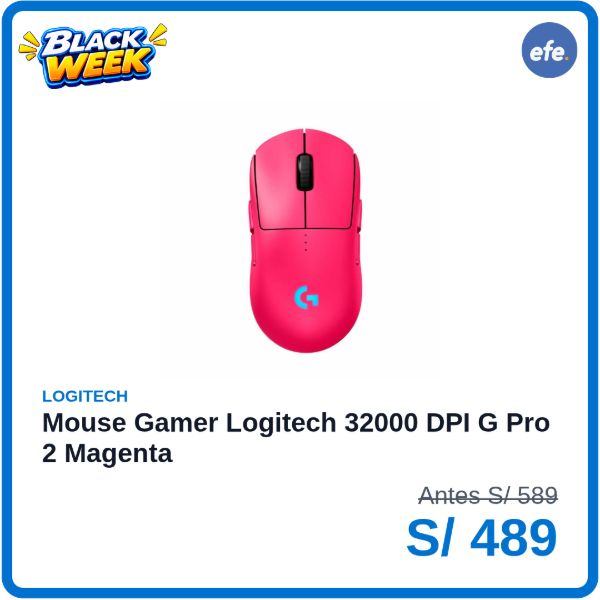 BLACK
WEEK
efe.
LOGITECH
Mouse Gamer Logitech 32000 DPI G Pro
2 Magenta
Antes S/ 589
S/ 489